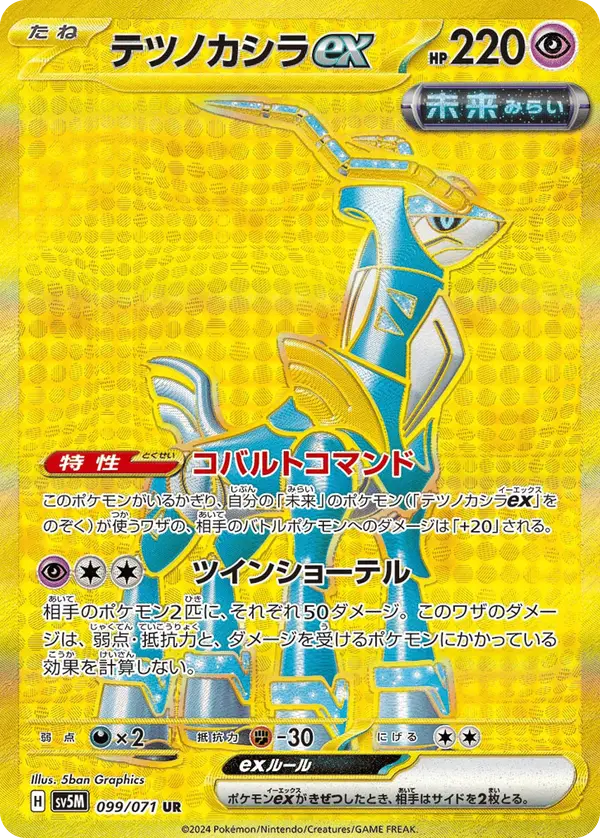 たね テツノカシラex HP220
未来 みらい
特性 とくせい コバルトコマンド
このポケモンがいるかぎり、自分の「未来」のポケモン(「テツノカシラex」を
のぞく)が使うワザの、相手のバトルポケモンへのダメージは「+20」される。
ツインショーテル
相手のポケモン2匹に、それぞれ50ダメージ。このワザのダメー
ジは、弱点・抵抗力と、ダメージを受けるポケモンにかかっている
効果を計算しない。
弱点 ×2 抵抗力 -30 にげる
Illus. 5ban Graphics
exルール
ポケモンexがきぜつしたとき、相手はサイドを2枚とる。
H sv5M 099/071 UR
©2024 Pokémon/Nintendo/Creatures/GAME FREAK.